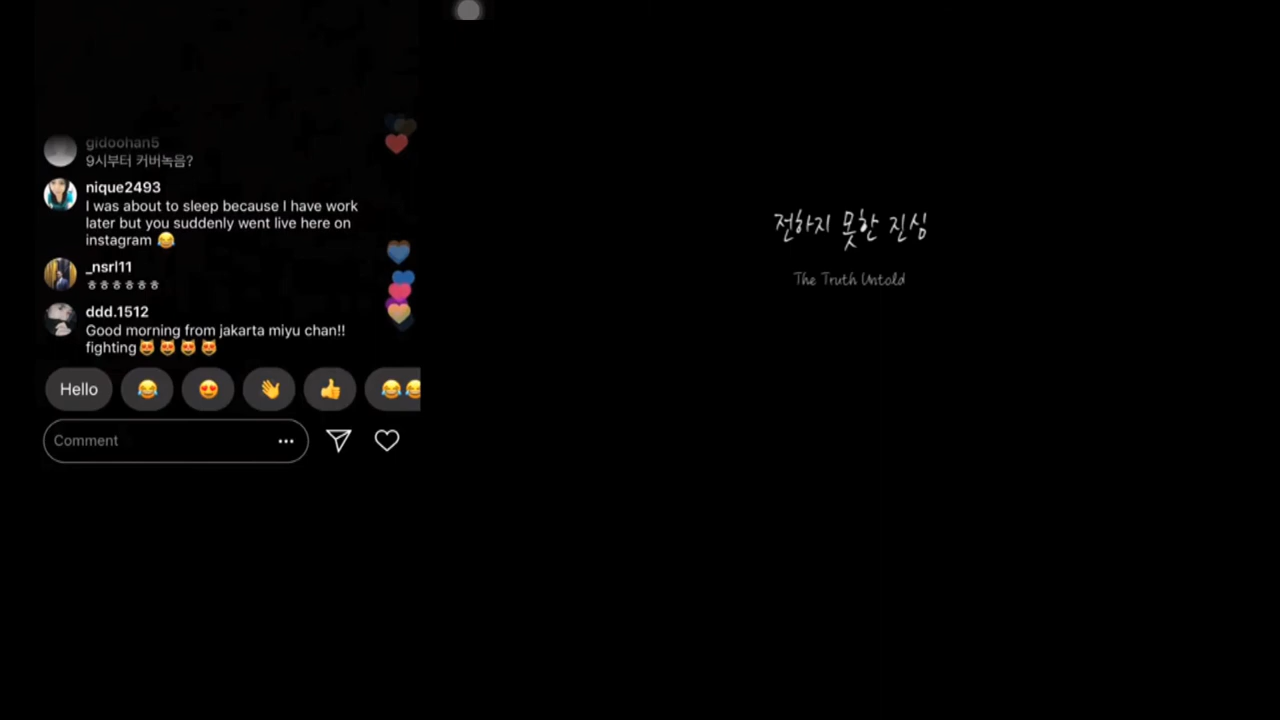 gidoohan5
9시부터 커버녹음?
nique2493
I was about to sleep because I have work
later but you suddenly went live here on
instagram 😂
_nsrl11
ㅎㅎㅎㅎㅎㅎ
ddd.1512
Good morning from jakarta miyu chan!!
fighting😻😻😻😻
Hello
Comment
전하지 못한 진심
The Truth Untold